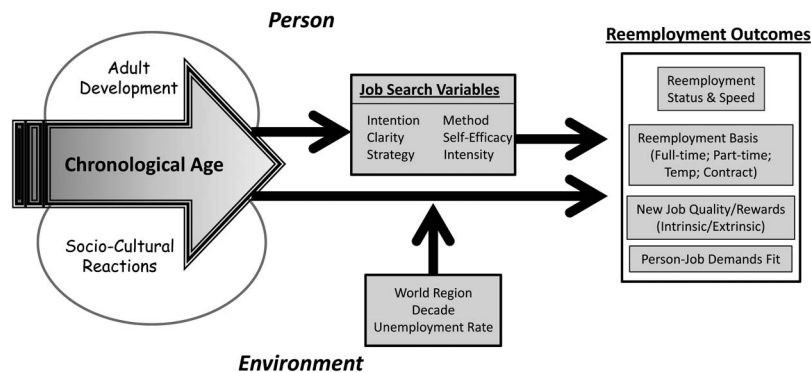 Person
Adult
Development
Chronological Age
Socio-Cultural
Reactions
Job Search Variables
Intention Method
Clarity Self-Efficacy
Strategy Intensity
World Region
Decade
Unemployment Rate
Environment
Reemployment Outcomes
Reemployment
Status & Speed
Reemployment Basis
(Full-time; Part-time;
Temp; Contract)
New Job Quality/Rewards
(Intrinsic/Extrinsic)
Person-Job Demands Fit